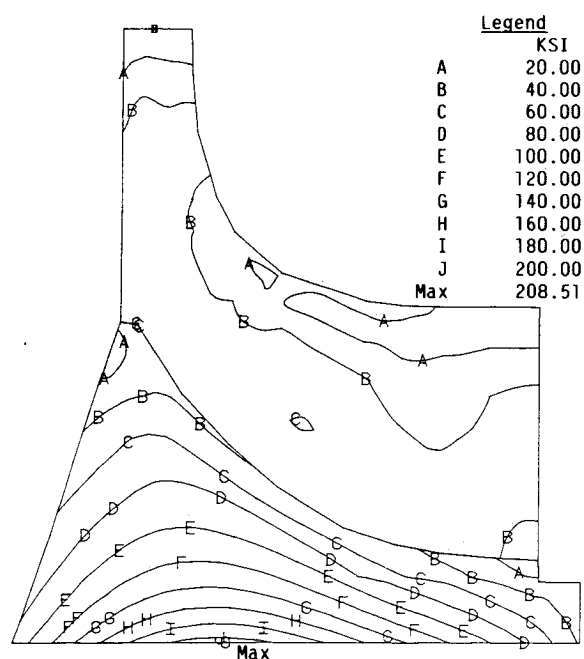 Legend
KSI
A 20.00
B 40.00
C 60.00
D 80.00
E 100.00
F 120.00
G 140.00
H 160.00
I 180.00
J 200.00
Max 208.51
B
A
B
B
A
B A
C
A A
A B
B B
C C
D D
E C B
F D B A
E E C B
F F D C B
G G H I I H G F E D
Max